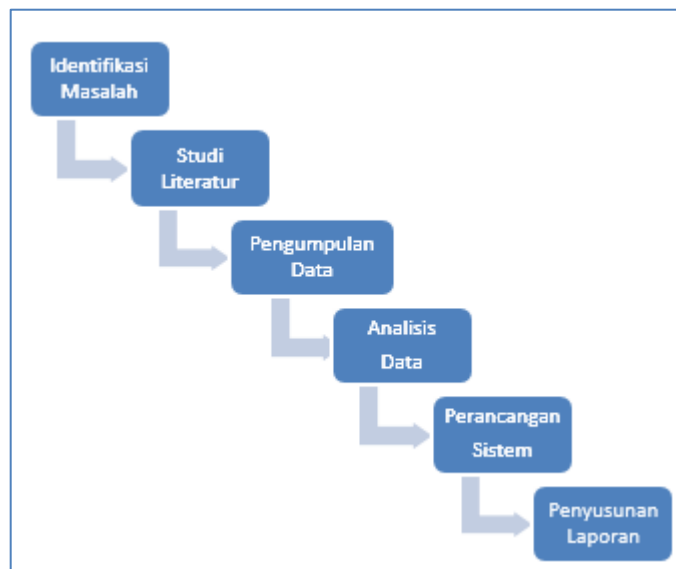 Identifikasi
Masalah
Studi
Literatur
Pengumpulan
Data
Analisis
Data
Perancangan
Sistem
Penyusunan
Laporan